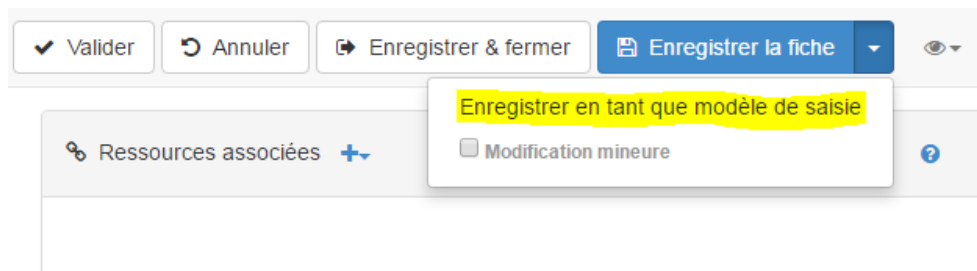 Valider Annuler Enregistrer & fermer Enregistrer la fiche
Enregistrer en tant que modèle de saisie
Ressources associées
Modification mineure